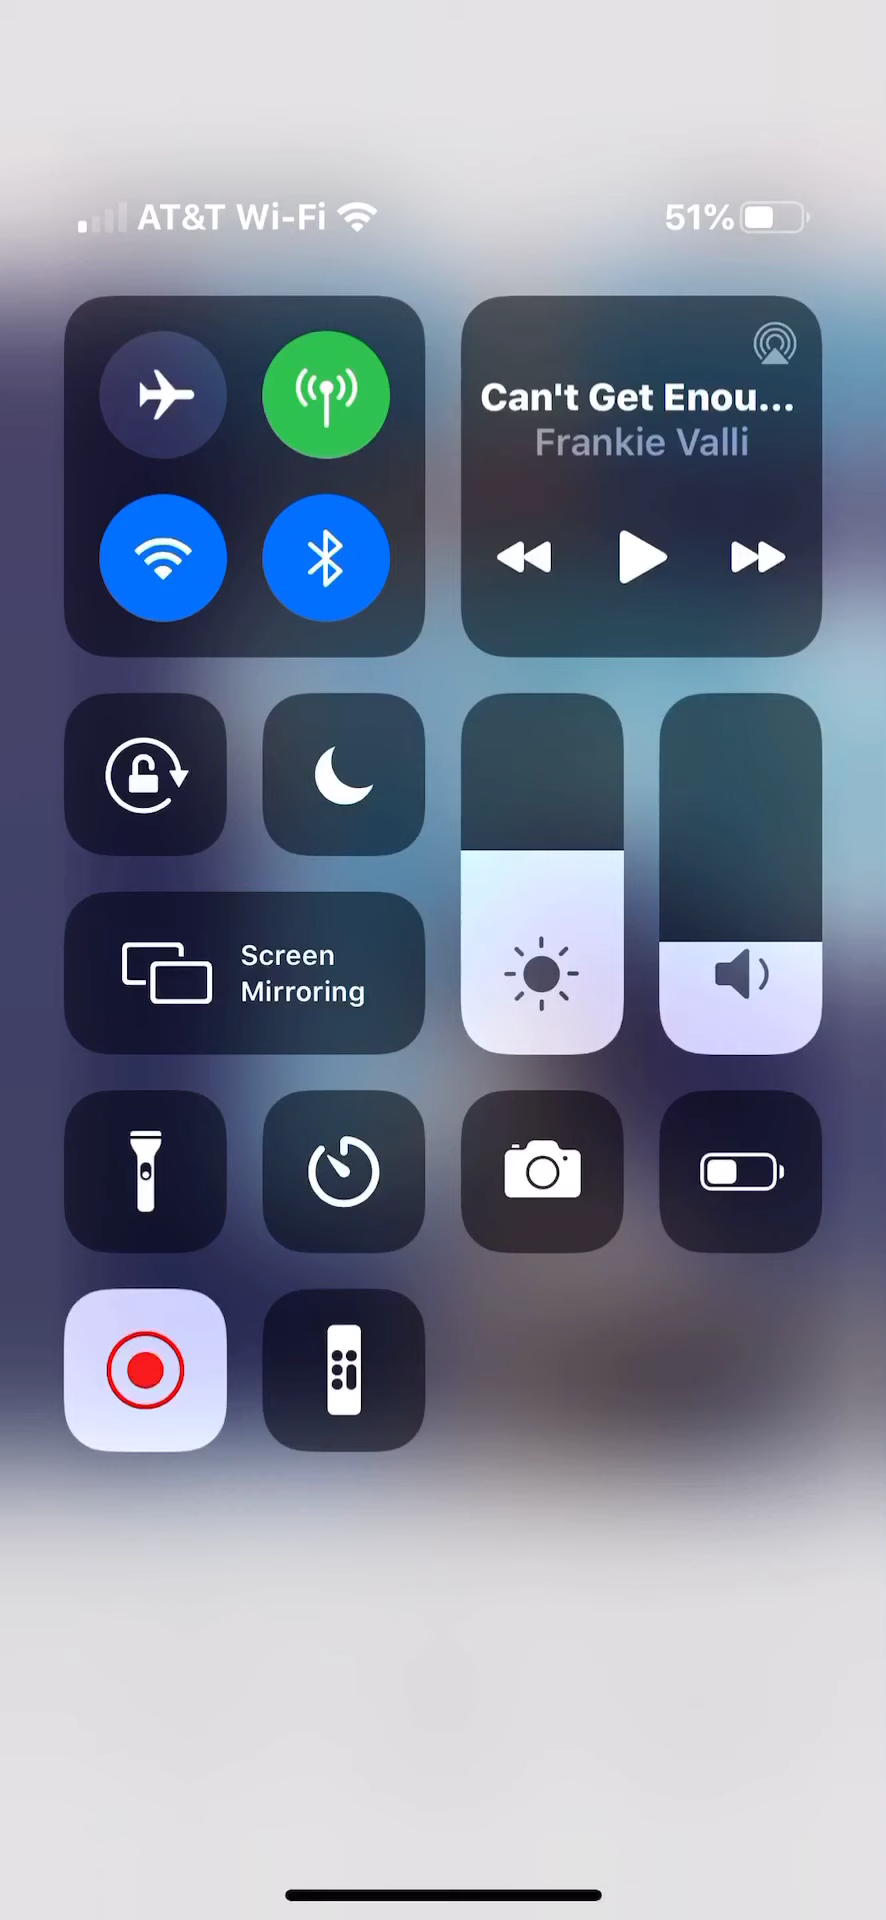 AT&T Wi-Fi
51%
Can't Get Enou...
Frankie Valli
Screen
Mirroring